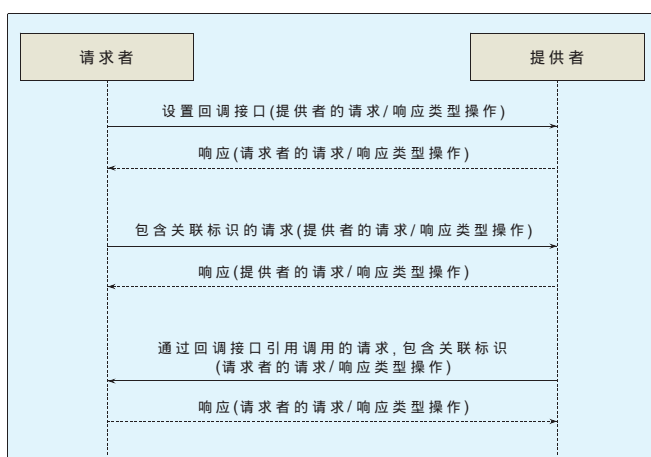 请求者
提供者
设置回调接口(提供者的请求/响应类型操作)
响应(请求者的请求/响应类型操作)
包含关联标识的请求(提供者的请求/响应类型操作)
响应(提供者的请求/响应类型操作)
通过回调接口引用调用的请求,包含关联标识
(请求者的请求/响应类型操作)
响应(请求者的请求/响应类型操作)